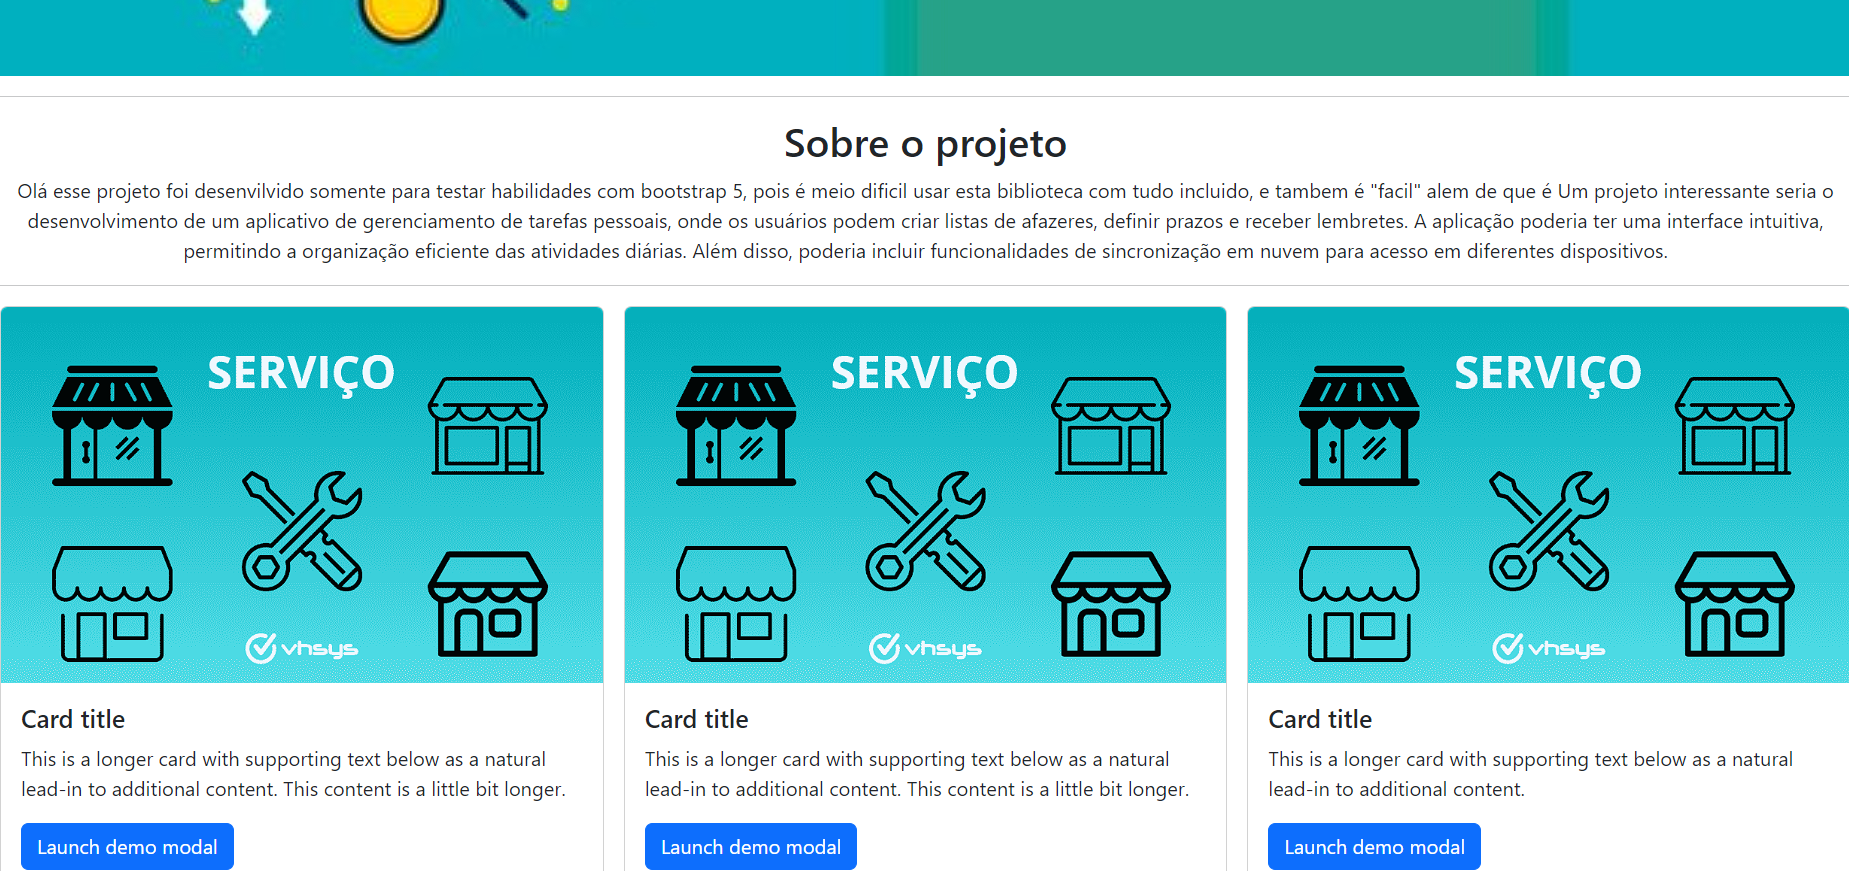 Sobre o projeto
Olá esse projeto foi desenvilvido somente para testar habilidades com bootstrap 5, pois é meio dificil usar esta biblioteca com tudo incluido, e tambem é "facil" alem de que é Um projeto interessante seria o
desenvolvimento de um aplicativo de gerenciamento de tarefas pessoais, onde os usuários podem criar listas de afazeres, definir prazos e receber lembretes. A aplicação poderia ter uma interface intuitiva,
permitindo a organização eficiente das atividades diárias. Além disso, poderia incluir funcionalidades de sincronização em nuvem para acesso em diferentes dispositivos.
SERVIÇO
vhsys
Card title
This is a longer card with supporting text below as a natural
lead-in to additional content. This content is a little bit longer.
Launch demo modal
SERVIÇO
vhsys
Card title
This is a longer card with supporting text below as a natural
lead-in to additional content. This content is a little bit longer.
Launch demo modal
SERVIÇO
vhsys
Card title
This is a longer card with supporting text below as a natural
lead-in to additional content.
Launch demo modal